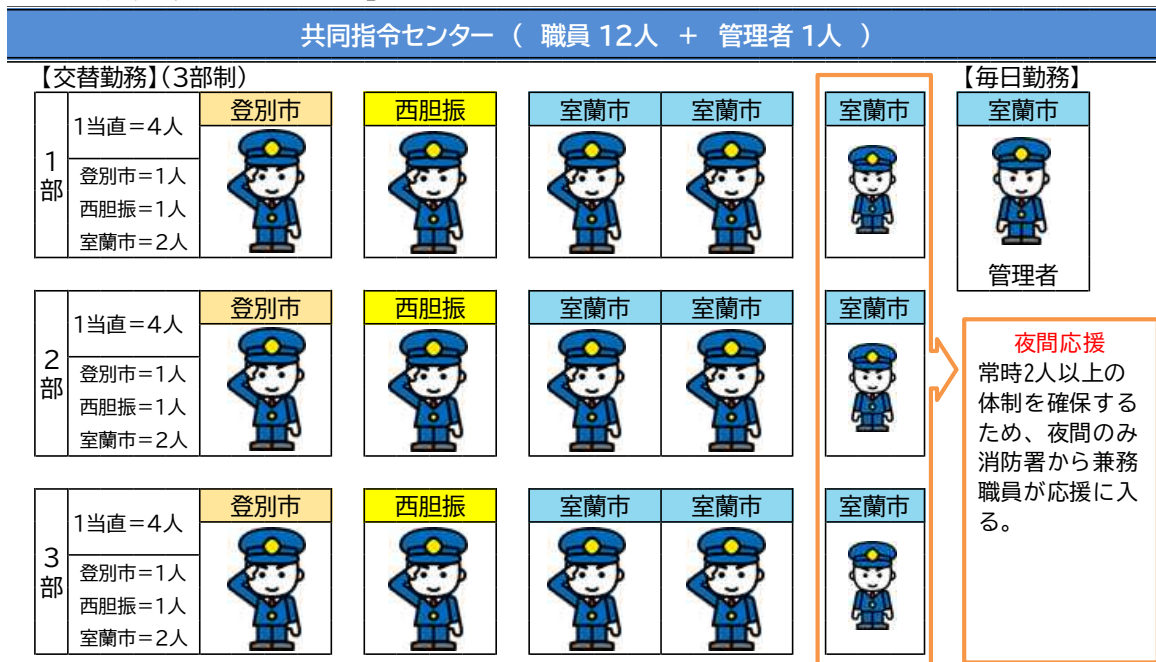 共同指令センター （ 職員 12人 ＋ 管理者 1人 ）
【交替勤務】（3部制）
【毎日勤務】
1部
1当直＝4人
登別市＝1人
西胆振＝1人
室蘭市＝2人
登別市
西胆振
室蘭市
室蘭市
室蘭市
室蘭市
管理者
2部
1当直＝4人
登別市＝1人
西胆振＝1人
室蘭市＝2人
登別市
西胆振
室蘭市
室蘭市
室蘭市
夜間応援
常時2人以上の
体制を確保する
ため、夜間のみ
消防署から兼務
職員が応援に入
る。
3部
1当直＝4人
登別市＝1人
西胆振＝1人
室蘭市＝2人
登別市
西胆振
室蘭市
室蘭市
室蘭市